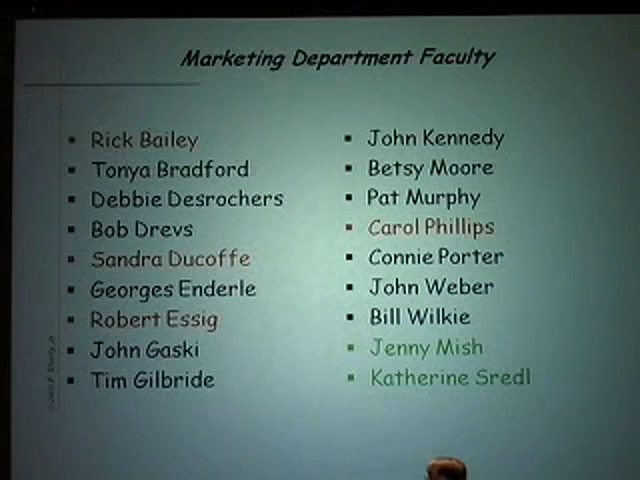 Marketing Department Faculty
Rick Bailey
Tonya Bradford
Debbie Desrochers
Bob Drevs
Sandra Ducoffe
Georges Enderle
Robert Essig
John Gaski
Tim Gilbride
John Kennedy
Betsy Moore
Pat Murphy
Carol Phillips
Connie Porter
John Weber
Bill Wilkie
Jenny Mish
Katherine Sredl